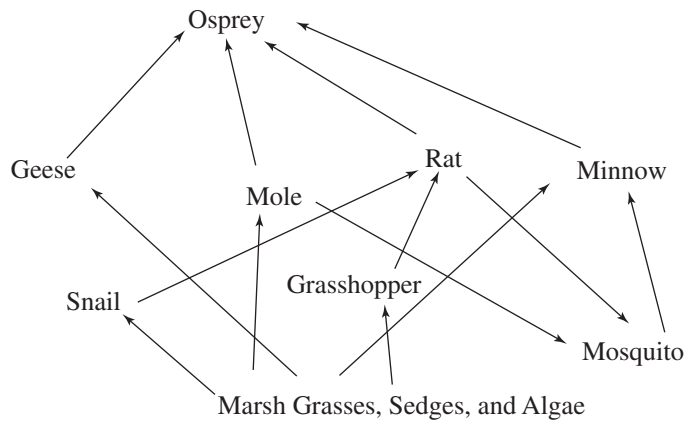 Osprey
Geese
Rat
Minnow
Mole
Grasshopper
Snail
Mosquito
Marsh Grasses, Sedges, and Algae